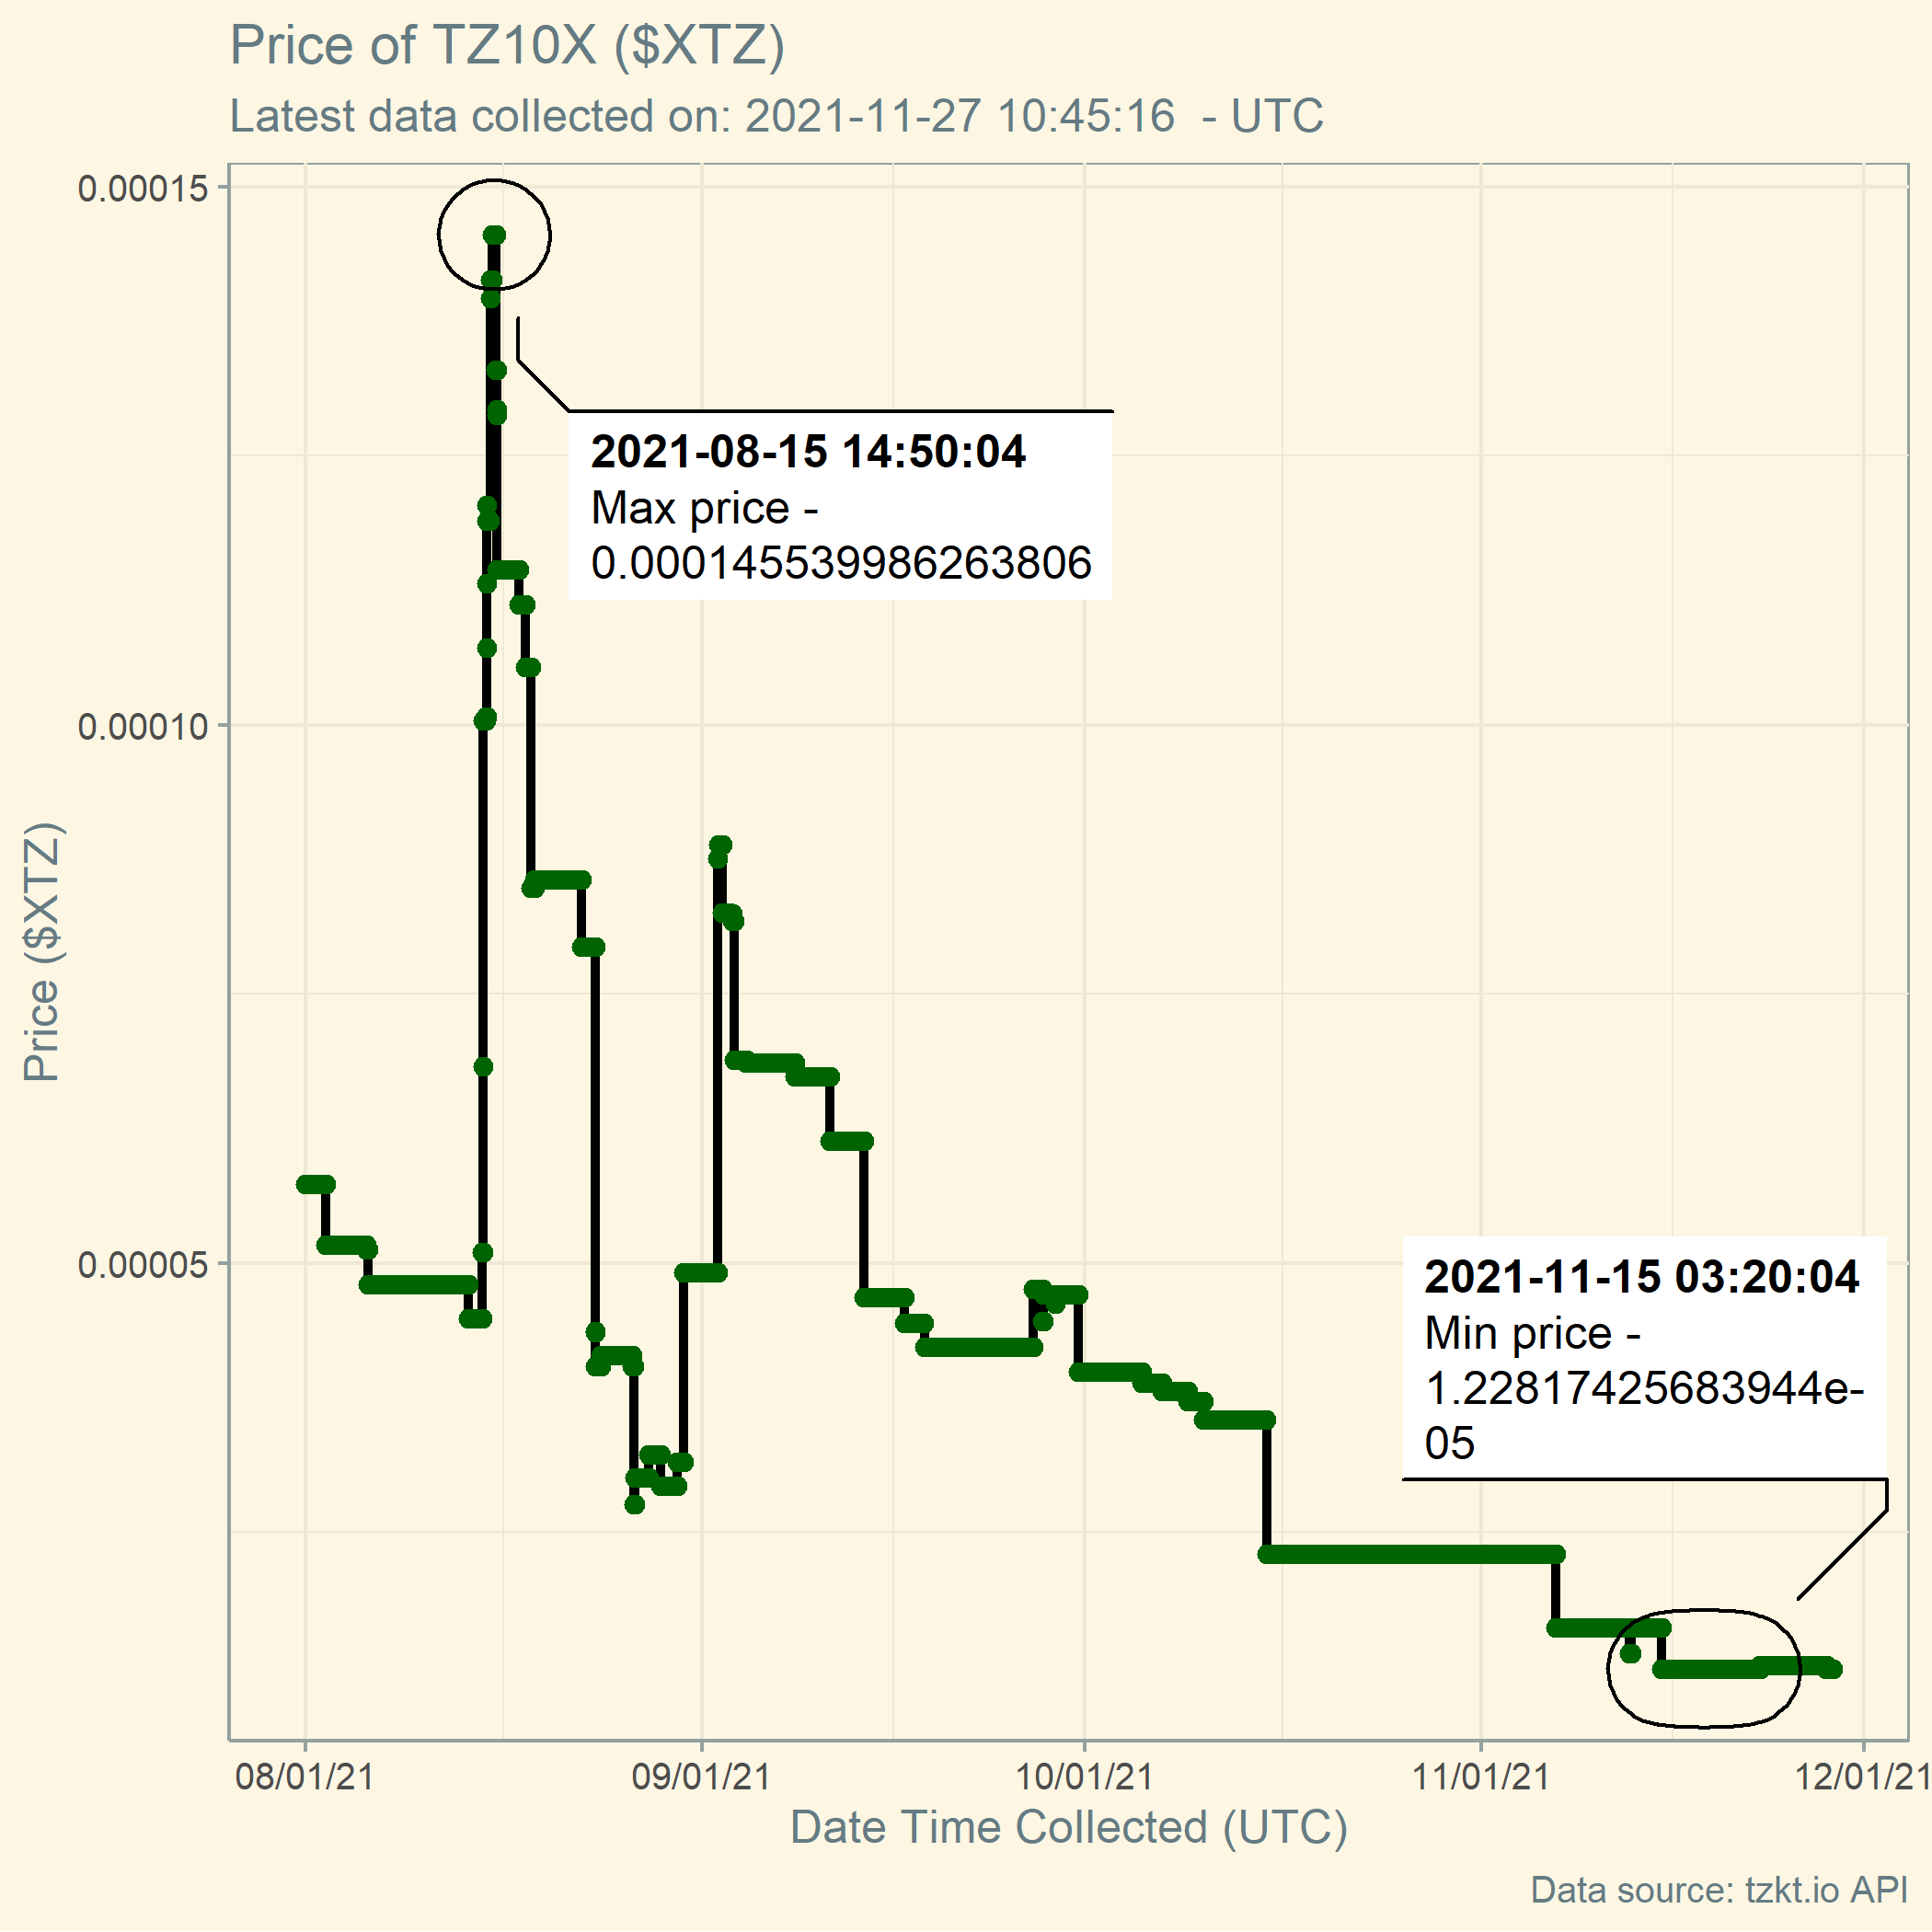 Price of TZ10X ($XTZ)
Latest data collected on: 2021-11-27 10:45:16  - UTC
0.00015
0.00010
0.00005
Price ($XTZ)
2021-08-15 14:50:04
Max price -
0.000145539986263806
2021-11-15 03:20:04
Min price -
1.22817425683944e-
05
08/01/21
09/01/21
10/01/21
11/01/21
12/01/21
Date Time Collected (UTC)
Data source: tzkt.io API